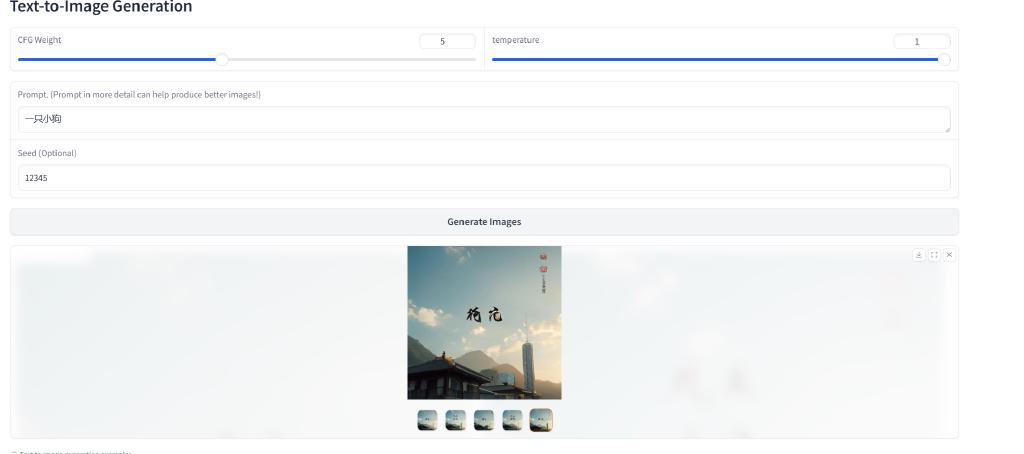 Text-to-Image Generation
CFG Weight
5
temperature
1
Prompt. (Prompt in more detail can help produce better images!)
一只小狗
Seed (Optional)
12345
Generate Images